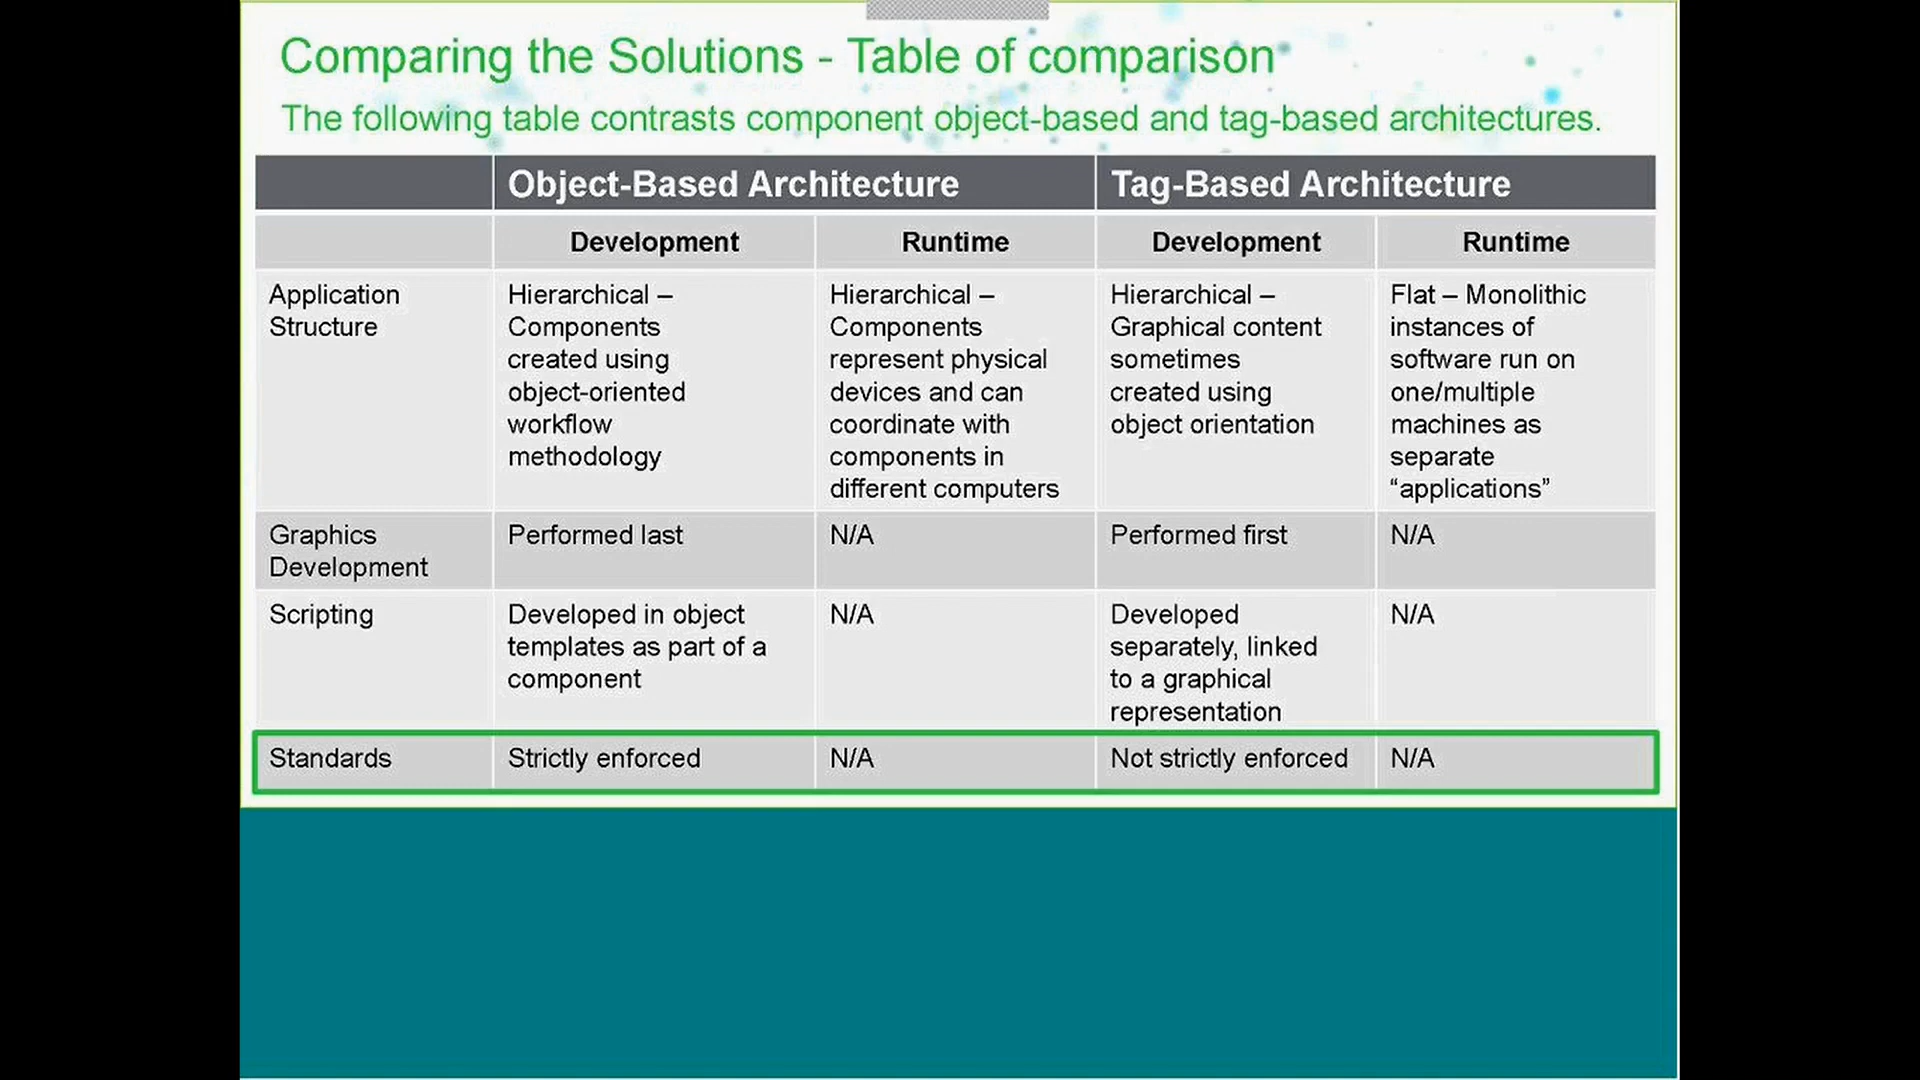 Comparing the Solutions - Table of comparison
The following table contrasts component object-based and tag-based architectures.
Object-Based Architecture
Tag-Based Architecture
Development
Runtime
Development
Runtime
Application
Structure
Hierarchical –
Components
created using
object-oriented
workflow
methodology
Hierarchical –
Components
represent physical
devices and can
coordinate with
components in
different computers
Hierarchical –
Graphical content
sometimes
created using
object orientation
Flat – Monolithic
instances of
software run on
one/multiple
machines as
separate
“applications”
Graphics
Development
Performed last
N/A
Performed first
N/A
Scripting
Developed in object
templates as part of a
component
N/A
Developed
separately, linked
to a graphical
representation
N/A
Standards
Strictly enforced
N/A
Not strictly enforced
N/A